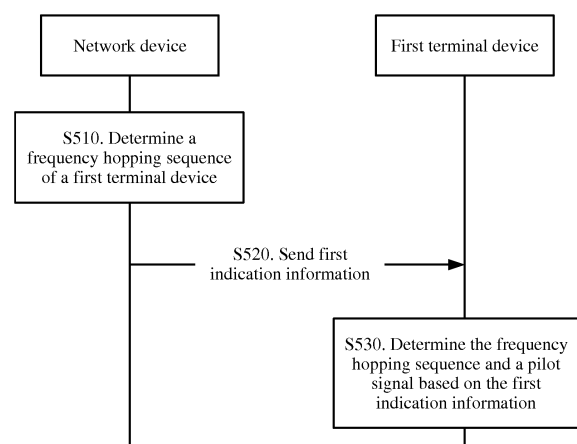 Network device
First terminal device
S510. Determine a
frequency hopping sequence
of a first terminal device
S520. Send first
indication information
S530. Determine the frequency
hopping sequence and a pilot
signal based on the first
indication information